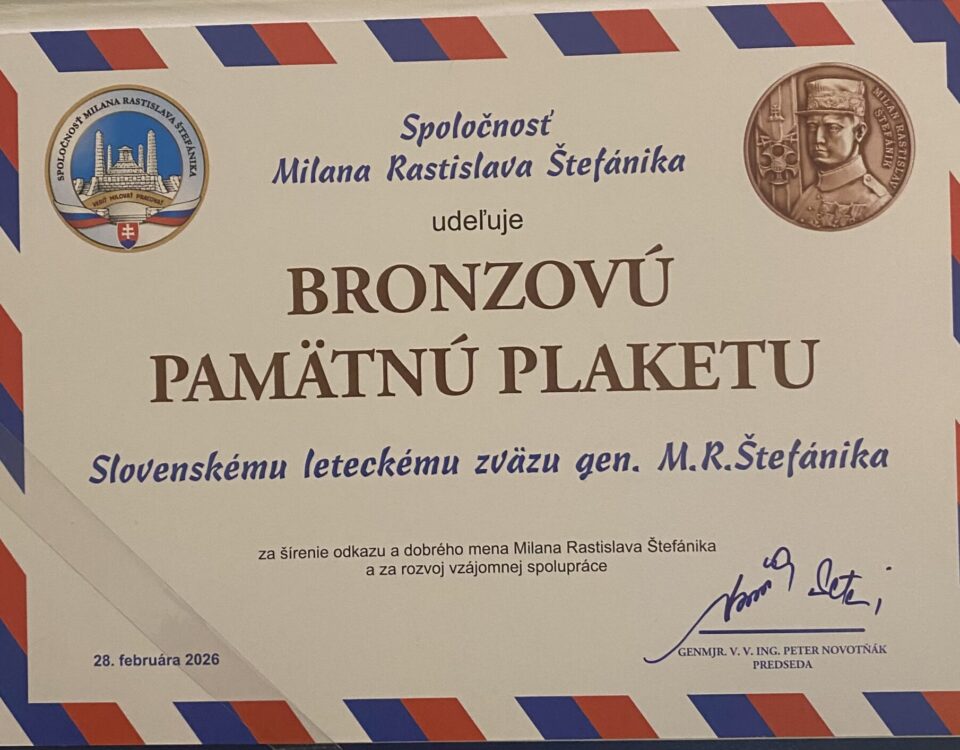 SPOLOČNOSŤ MILANA RASTISLAVA ŠTEFÁNIKA
VERIŤ MILOVAŤ PRACOVAŤ
MILAN RASTISLAV
ŠTEFÁNIK
Spoločnosť
Milana Rastislava Štefánika
udeľuje
BRONZOVÚ
PAMÄTNÚ PLAKETU
Slovenskému leteckému zväzu gen. M.R.Štefánika
za šírenie odkazu a dobrého mena Milana Rastislava Štefánika
a za rozvoj vzájomnej spolupráce
28. februára 2026
GENMJR. V. V. ING. PETER NOVOTŇÁK
PREDSEDA